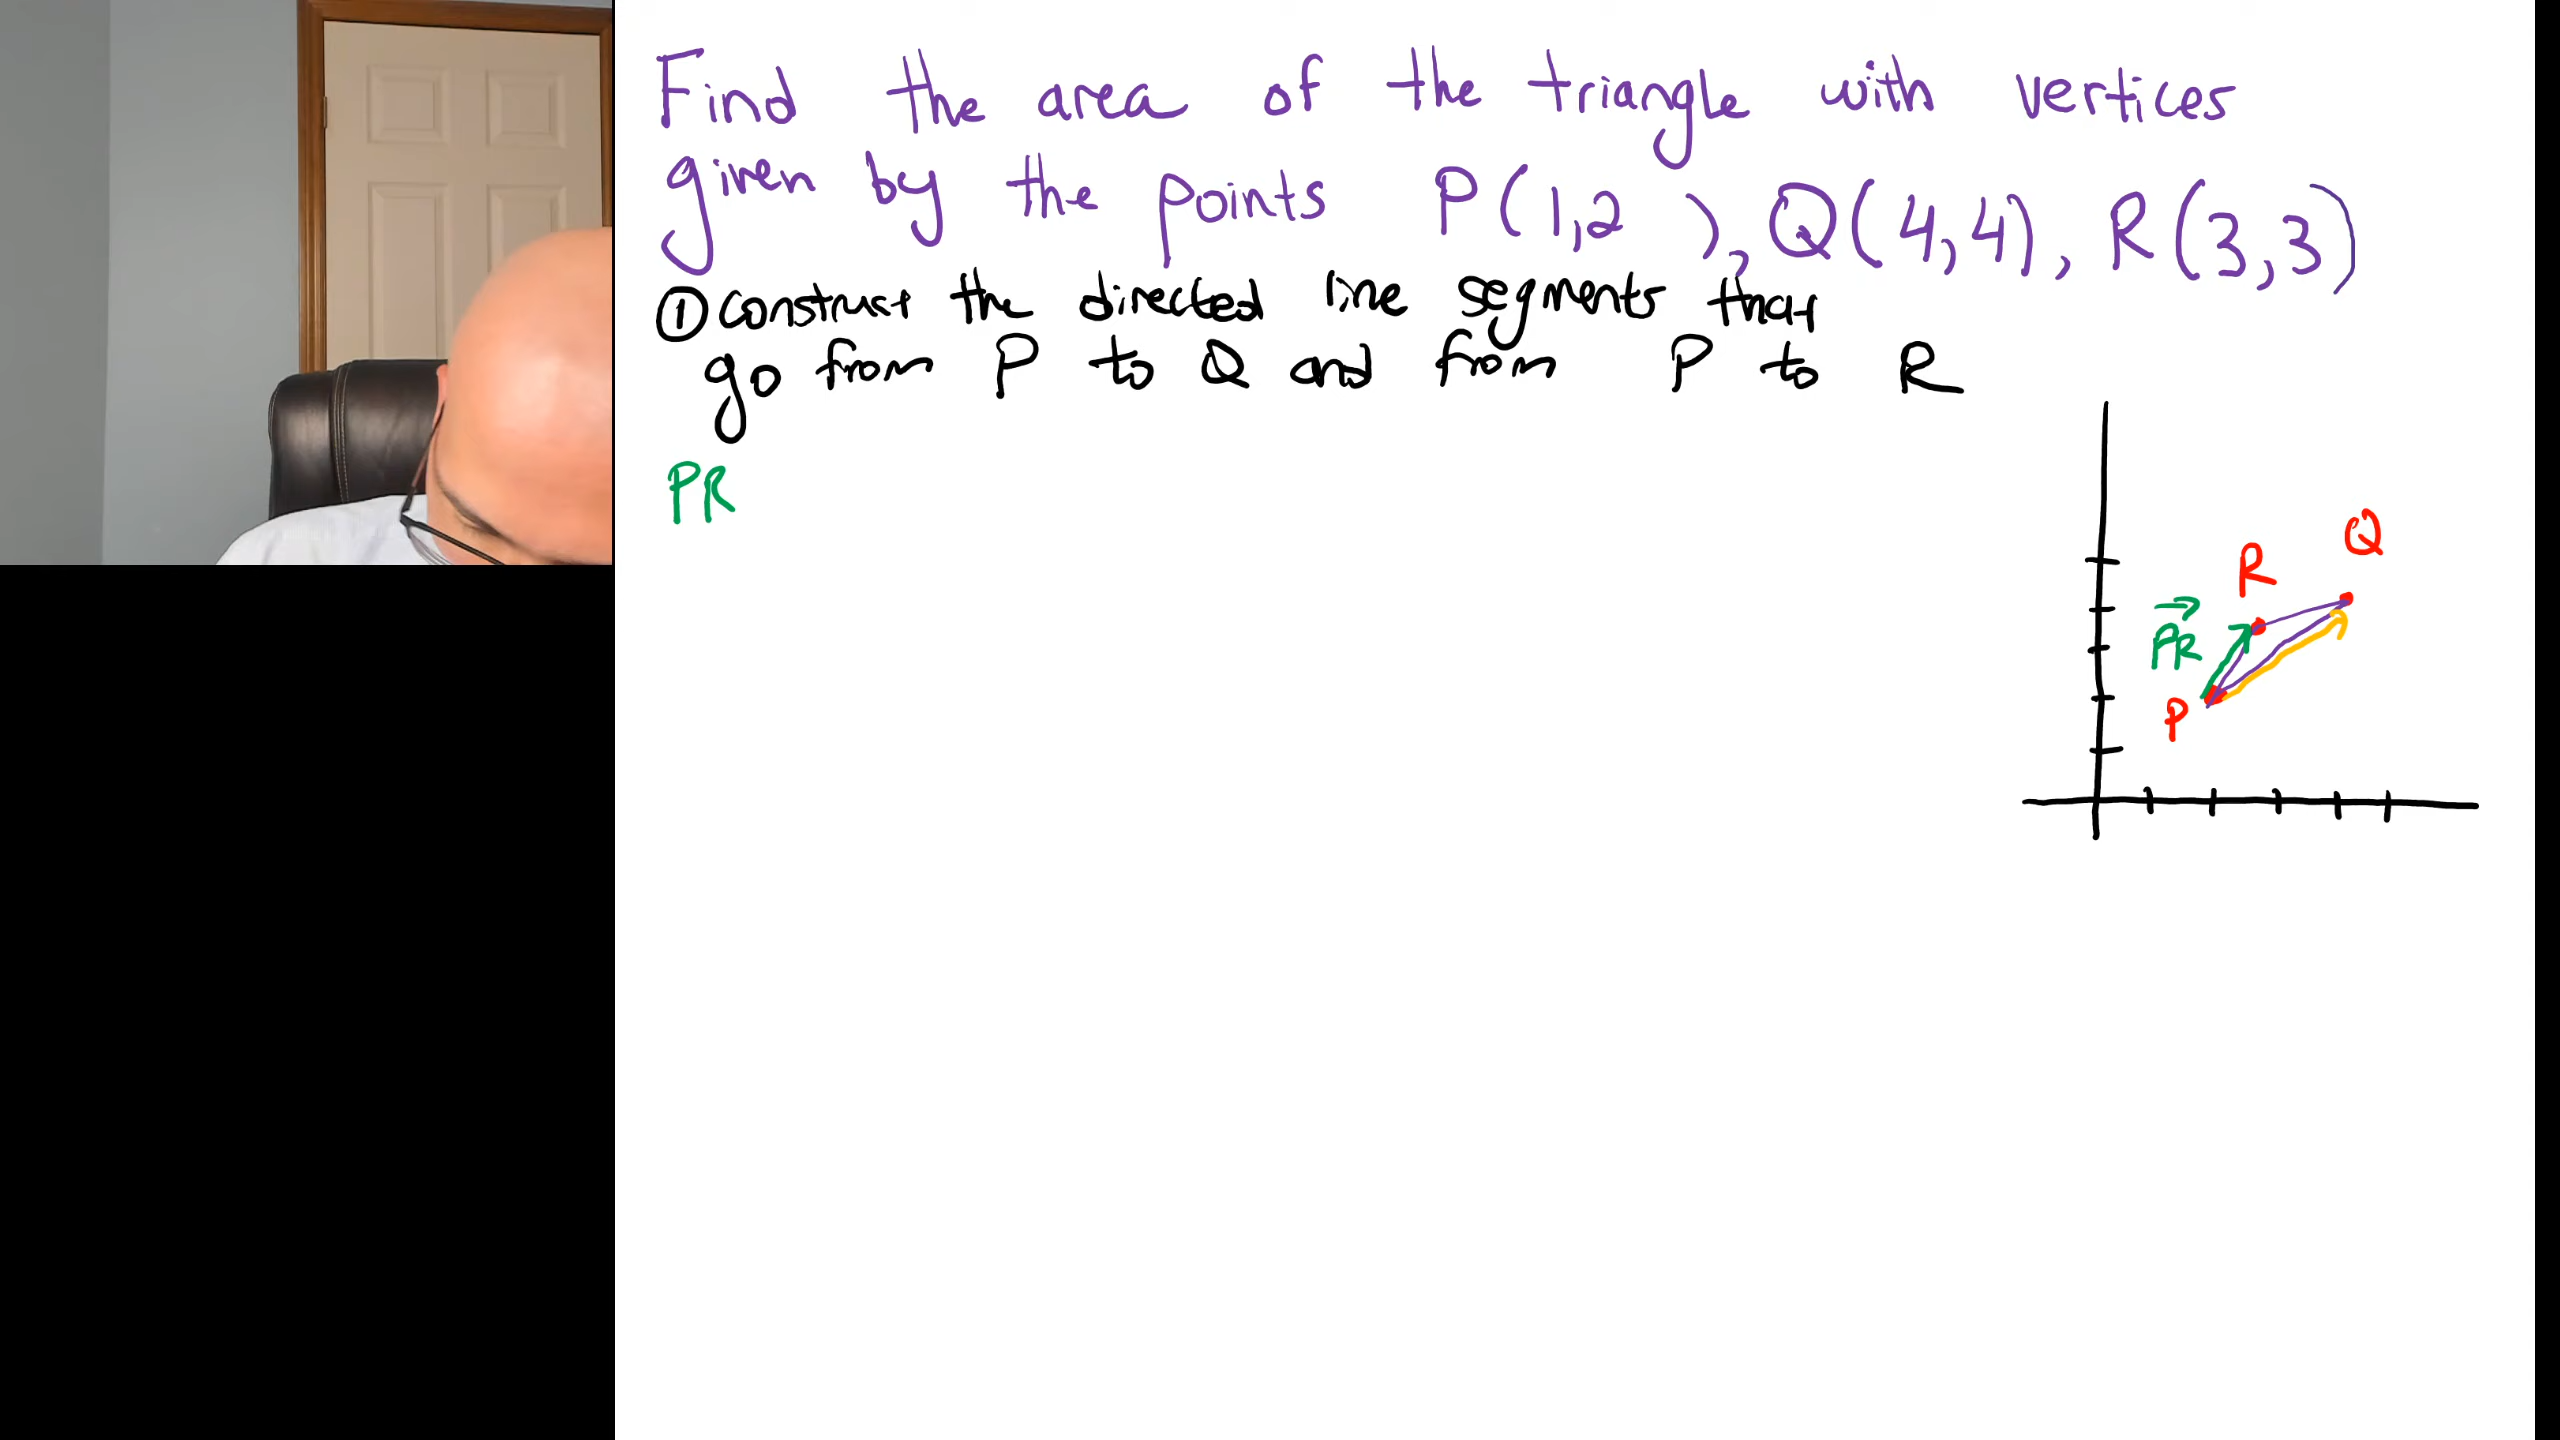 Find the area of the triangle with vertices
given by the points P(1,2 ), Q(4,4), R(3,3)
① construct the directed line segments that
go from P to Q and from P to R
PR
Q
R
PR
P